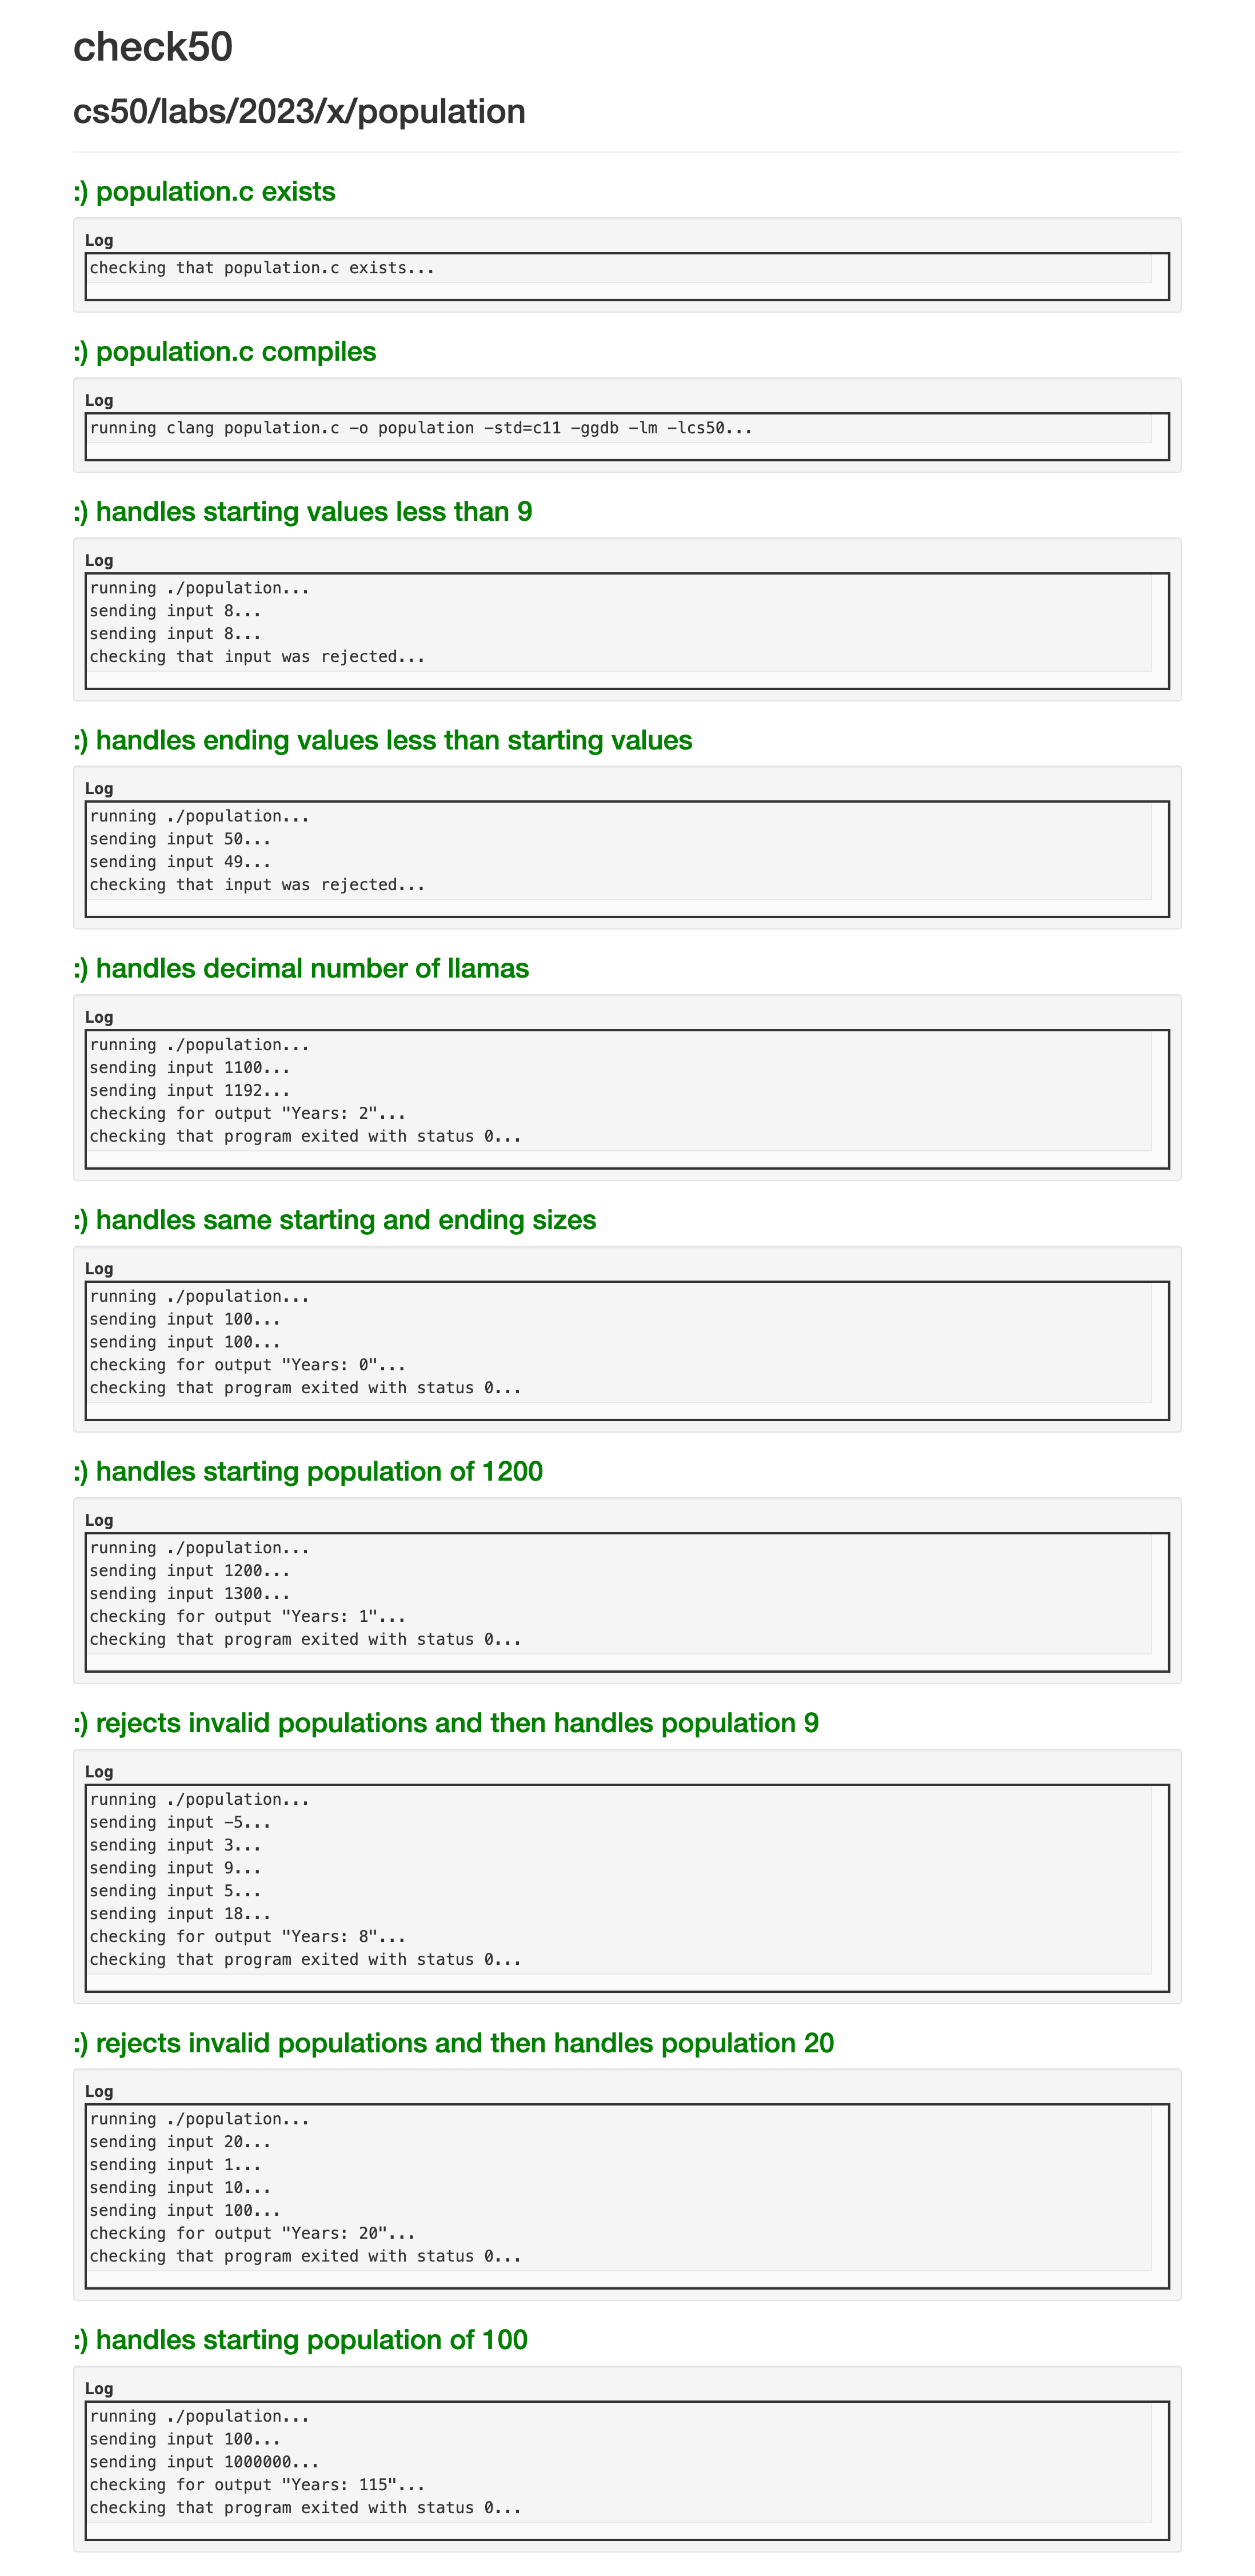 check50
cs50/labs/2023/x/population
:) population.c exists
Log
checking that population.c exists...
:) population.c compiles
Log
running clang population.c -o population -std=c11 -ggdb -lm -lcs50...
:) handles starting values less than 9
Log
running ./population...
sending input 8...
sending input 8...
checking that input was rejected...
:) handles ending values less than starting values
Log
running ./population...
sending input 50...
sending input 49...
checking that input was rejected...
:) handles decimal number of llamas
Log
running ./population...
sending input 1100...
sending input 1192...
checking for output "Years: 2"...
checking that program exited with status 0...
:) handles same starting and ending sizes
Log
running ./population...
sending input 100...
sending input 100...
checking for output "Years: 0"...
checking that program exited with status 0...
:) handles starting population of 1200
Log
running ./population...
sending input 1200...
sending input 1300...
checking for output "Years: 1"...
checking that program exited with status 0...
:) rejects invalid populations and then handles population 9
Log
running ./population...
sending input -5...
sending input 3...
sending input 9...
sending input 5...
sending input 18...
checking for output "Years: 8"...
checking that program exited with status 0...
:) rejects invalid populations and then handles population 20
Log
running ./population...
sending input 20...
sending input 1...
sending input 10...
sending input 100...
checking for output "Years: 20"...
checking that program exited with status 0...
:) handles starting population of 100
Log
running ./population...
sending input 100...
sending input 1000000...
checking for output "Years: 115"...
checking that program exited with status 0...